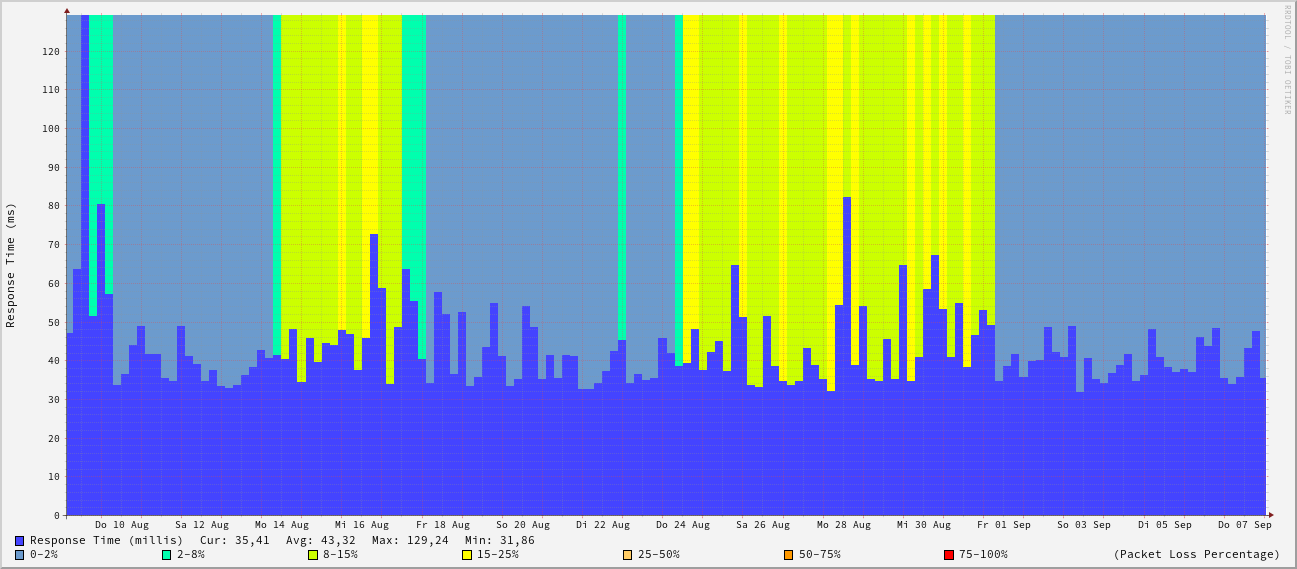 RRDTOOL / TOBI OETIKER
Response Time (ms)
120
110
100
90
80
70
60
50
40
30
20
10
0
Do 10 Aug Sa 12 Aug Mo 14 Aug Mi 16 Aug Fr 18 Aug So 20 Aug Di 22 Aug Do 24 Aug Sa 26 Aug Mo 28 Aug Mi 30 Aug Fr 01 Sep So 03 Sep Di 05 Sep Do 07 Sep
Response Time (millis) Cur: 35,41 Avg: 43,32 Max: 129,24 Min: 31,86
0-2% 2-8% 8-15% 15-25% 25-50% 50-75% 75-100% (Packet Loss Percentage)